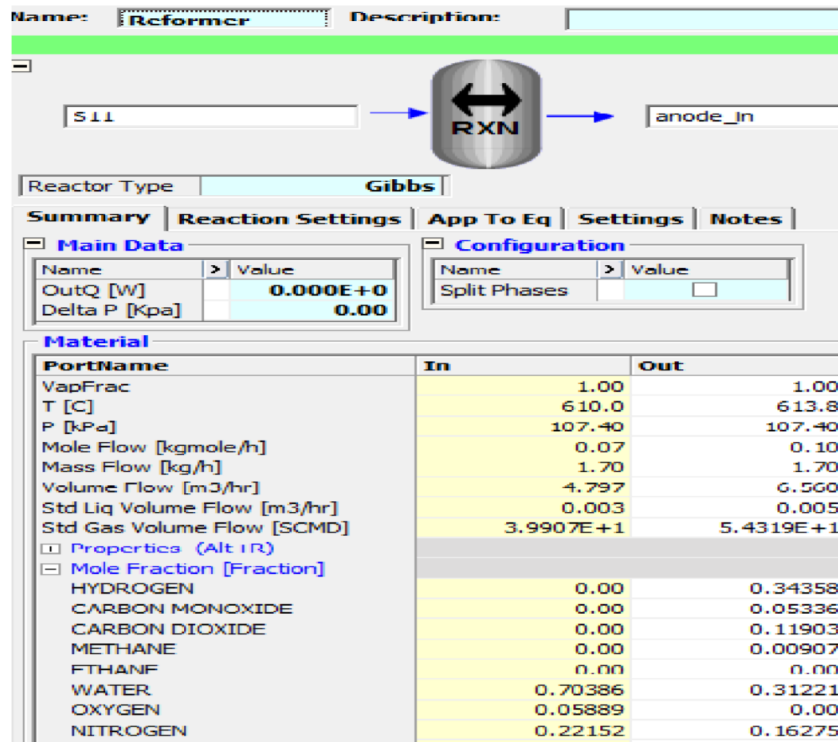 Name: Reformer Description:
S11 RXN anode_in
Reactor Type Gibbs
Summary Reaction Settings App To Eq Settings Notes
Main Data Configuration
Name > Value Name > Value
OutQ [W] 0.000E+0 Split Phases
Delta P [Kpa] 0.00
Material
PortName In Out
VapFrac 1.00 1.00
T [C] 610.0 613.8
P [kPa] 107.40 107.40
Mole Flow [kgmole/h] 0.07 0.10
Mass Flow [kg/h] 1.70 1.70
Volume Flow [m3/hr] 4.797 6.560
Std Liq Volume Flow [m3/hr] 0.003 0.005
Std Gas Volume Flow [SCMD] 3.9907E+1 5.4319E+1
Properties (Alt+R)
Mole Fraction [Fraction]
HYDROGEN 0.00 0.34358
CARBON MONOXIDE 0.00 0.05336
CARBON DIOXIDE 0.00 0.11903
METHANE 0.00 0.00907
ETHANE 0.00 0.00
WATER 0.70386 0.31221
OXYGEN 0.05889 0.00
NITROGEN 0.22152 0.16275